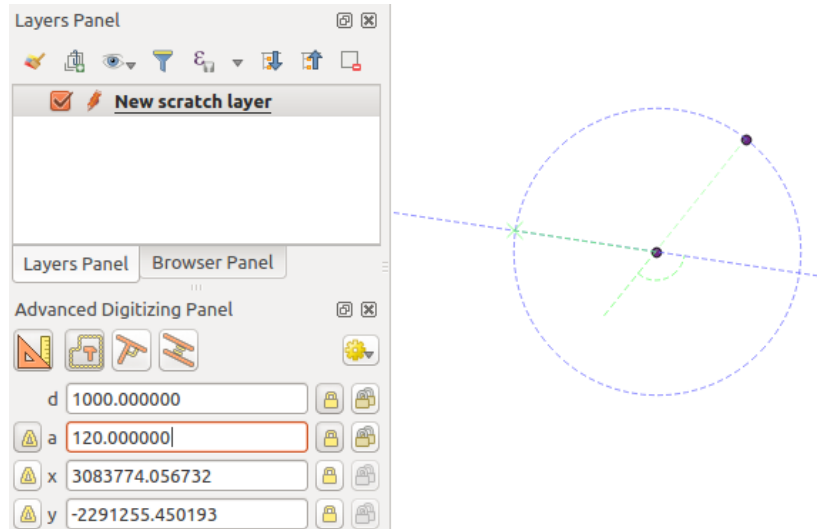 Layers Panel
New scratch layer
Layers Panel Browser Panel
Advanced Digitizing Panel
d 1000.000000
a 120.000000
x 3083774.056732
y -2291255.450193